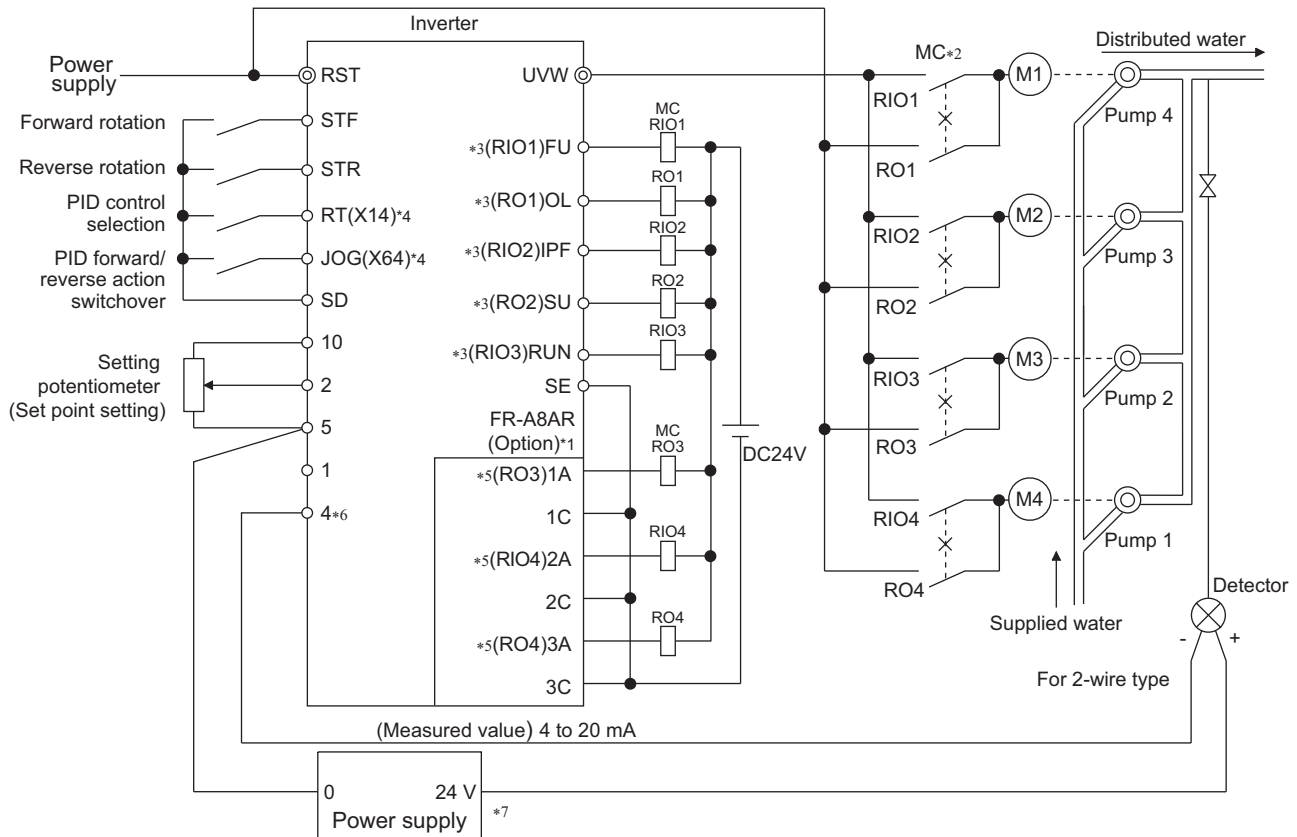 Inverter
Power
supply
RST
Forward rotation
STF
Reverse rotation
STR
PID control
selection
RT(X14)*4
PID forward/
reverse action
switchover
JOG(X64)*4
SD
10
Setting
potentiometer
(Set point setting)
2
5
1
4*6
UVW
*3(RIO1)FU
*3(RO1)OL
*3(RIO2)IPF
*3(RO2)SU
*3(RIO3)RUN
SE
FR-A8AR
(Option)*1
*5(RO3)1A
1C
*5(RIO4)2A
2C
*5(RO4)3A
3C
MC
RIO1
RO1
RIO2
RO2
RIO3
MC
RO3
RIO4
RO4
DC24V
MC*2
RIO1
RO1
RIO2
RO2
RIO3
RO3
RIO4
RO4
M1
M2
M3
M4
Distributed water
Pump 4
Pump 3
Pump 2
Pump 1
Supplied water
Detector
- +
For 2-wire type
(Measured value) 4 to 20 mA
0 24 V
Power supply
*7